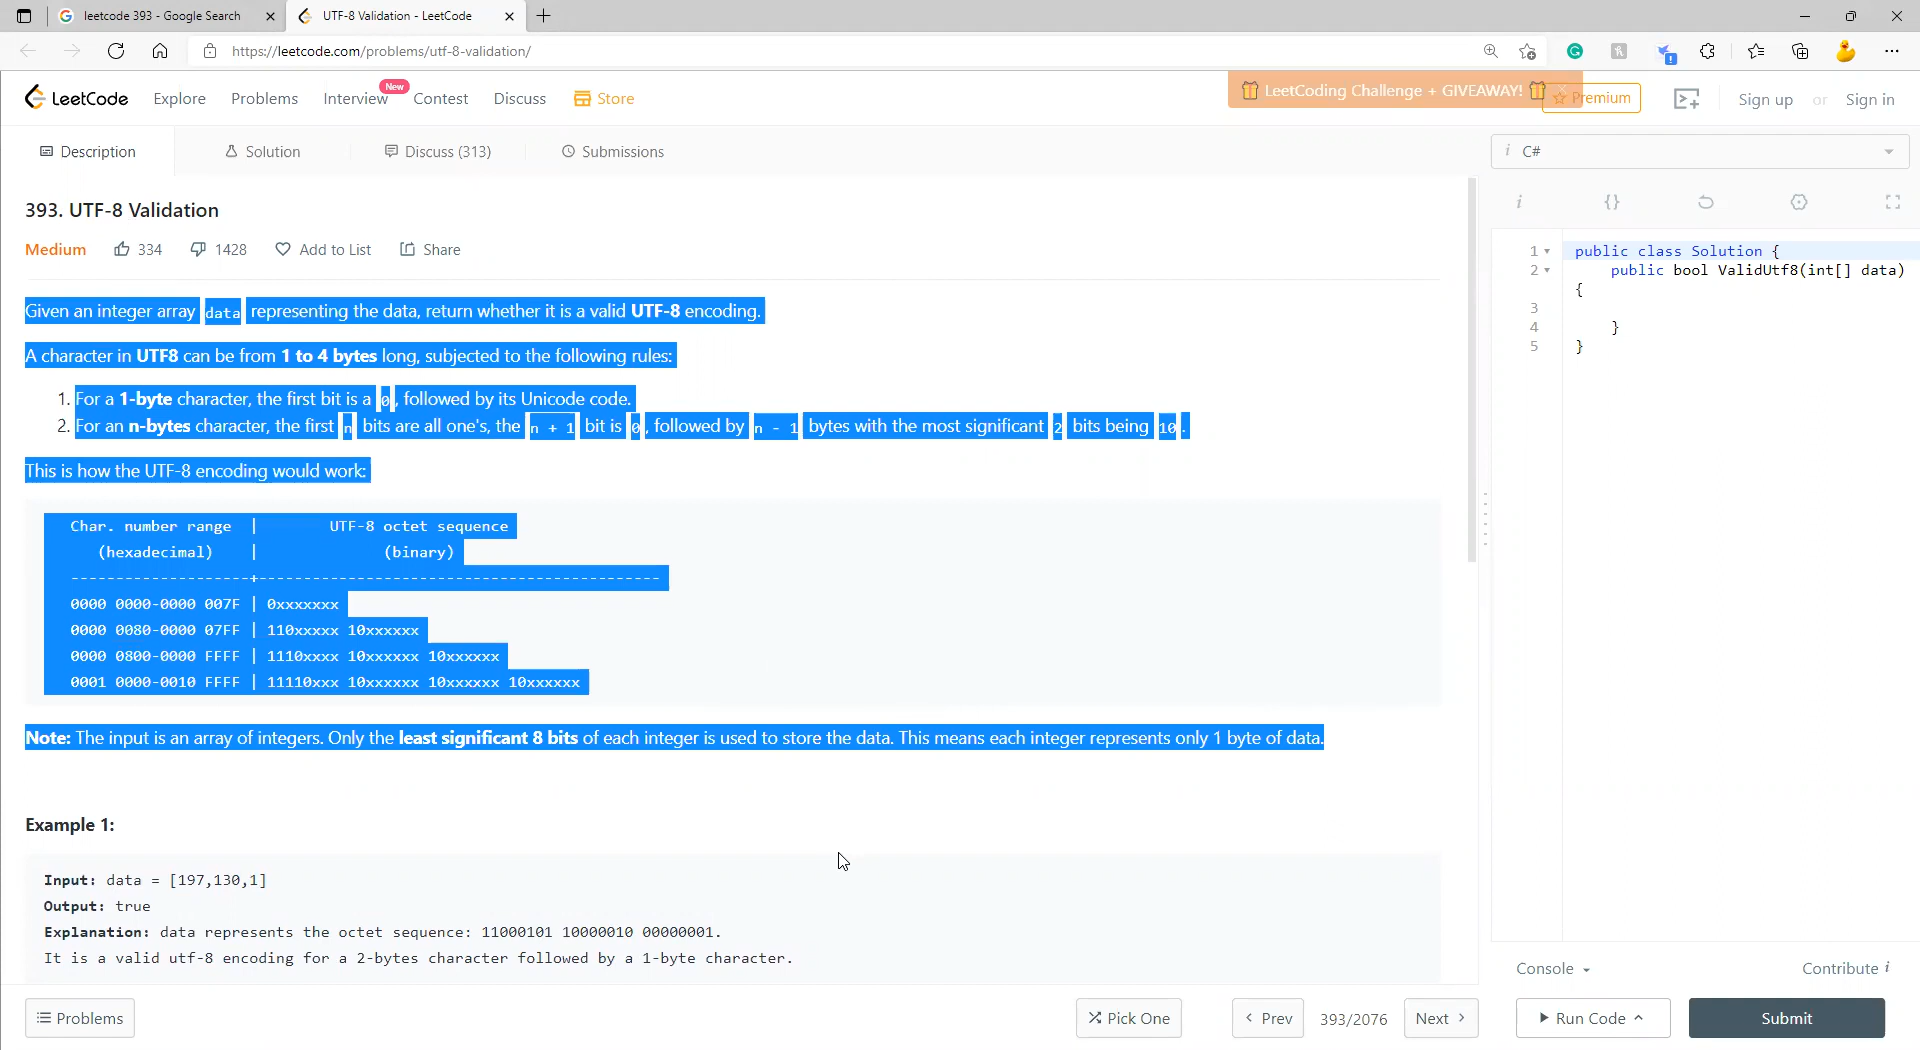 leetcode 393 - Google Search
UTF-8 Validation - LeetCode
https://leetcode.com/problems/utf-8-validation/
LeetCode
Explore
Problems
Interview
New
Contest
Discuss
Store
LeetCoding Challenge + GIVEAWAY!
Premium
Sign up
or
Sign in
Description
Solution
Discuss (313)
Submissions
i C#
393. UTF-8 Validation
Medium
334
1428
Add to List
Share
Given an integer array data representing the data, return whether it is a valid UTF-8 encoding.
A character in UTF8 can be from 1 to 4 bytes long, subjected to the following rules:
1. For a 1-byte character, the first bit is a 0, followed by its Unicode code.
2. For an n-bytes character, the first n bits are all one's, the n + 1 bit is 0, followed by n - 1 bytes with the most significant 2 bits being 10.
This is how the UTF-8 encoding would work:
Char. number range | UTF-8 octet sequence
(hexadecimal) | (binary)
--------------------+---------------------------------------------
0000 0000-0000 007F | 0xxxxxxx
0000 0080-0000 07FF | 110xxxxx 10xxxxxx
0000 0800-0000 FFFF | 1110xxxx 10xxxxxx 10xxxxxx
0001 0000-0010 FFFF | 11110xxx 10xxxxxx 10xxxxxx 10xxxxxx
Note: The input is an array of integers. Only the least significant 8 bits of each integer is used to store the data. This means each integer represents only 1 byte of data.
Example 1:
Input: data = [197,130,1]
Output: true
Explanation: data represents the octet sequence: 11000101 10000010 00000001.
It is a valid utf-8 encoding for a 2-bytes character followed by a 1-byte character.
i {}
1 public class Solution {
2 public bool ValidUtf8(int[] data)
{
3
4 }
5 }
Console
Contribute i
Problems
Pick One
Prev
393/2076
Next
Run Code
Submit